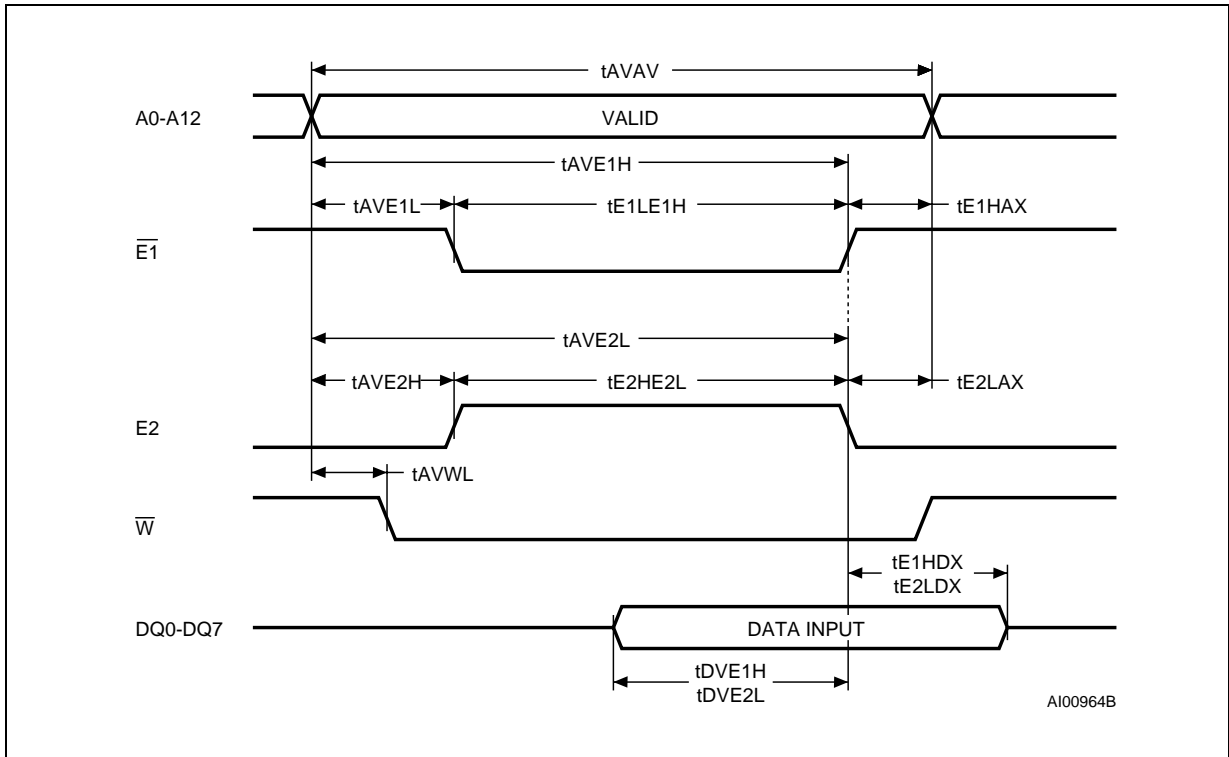 tAVAV
A0-A12
VALID
tAVE1H
tAVE1L
tE1LE1H
tE1HAX
E1
tAVE2L
tAVE2H
tE2HE2L
tE2LAX
E2
tAVWL
W
tE1HDX
tE2LDX
DQ0-DQ7
DATA INPUT
tDVE1H
tDVE2L
AI00964B